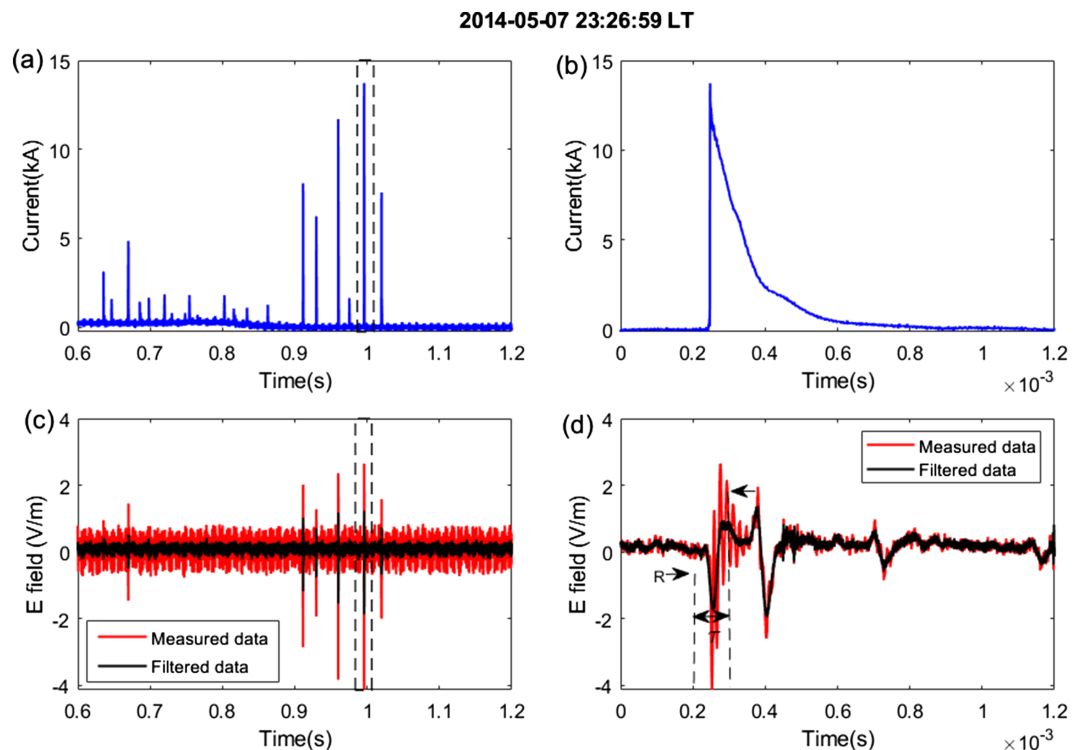 2014-05-07 23:26:59 LT
(a)
15
10
5
0
Current(kA)
0.6 0.7 0.8 0.9 1 1.1 1.2
Time(s)
(b)
15
10
5
0
Current(kA)
0 0.2 0.4 0.6 0.8 1.0 1.2
Time(s)
× 10-3
(c)
4
2
0
-2
-4
E field (V/m)
Measured data
Filtered data
0.6 0.7 0.8 0.9 1 1.1 1.2
Time(s)
(d)
4
2
0
-2
-4
E field (V/m)
Measured data
Filtered data
R
T
0 0.2 0.4 0.6 0.8 1.0 1.2
Time(s)
× 10-3